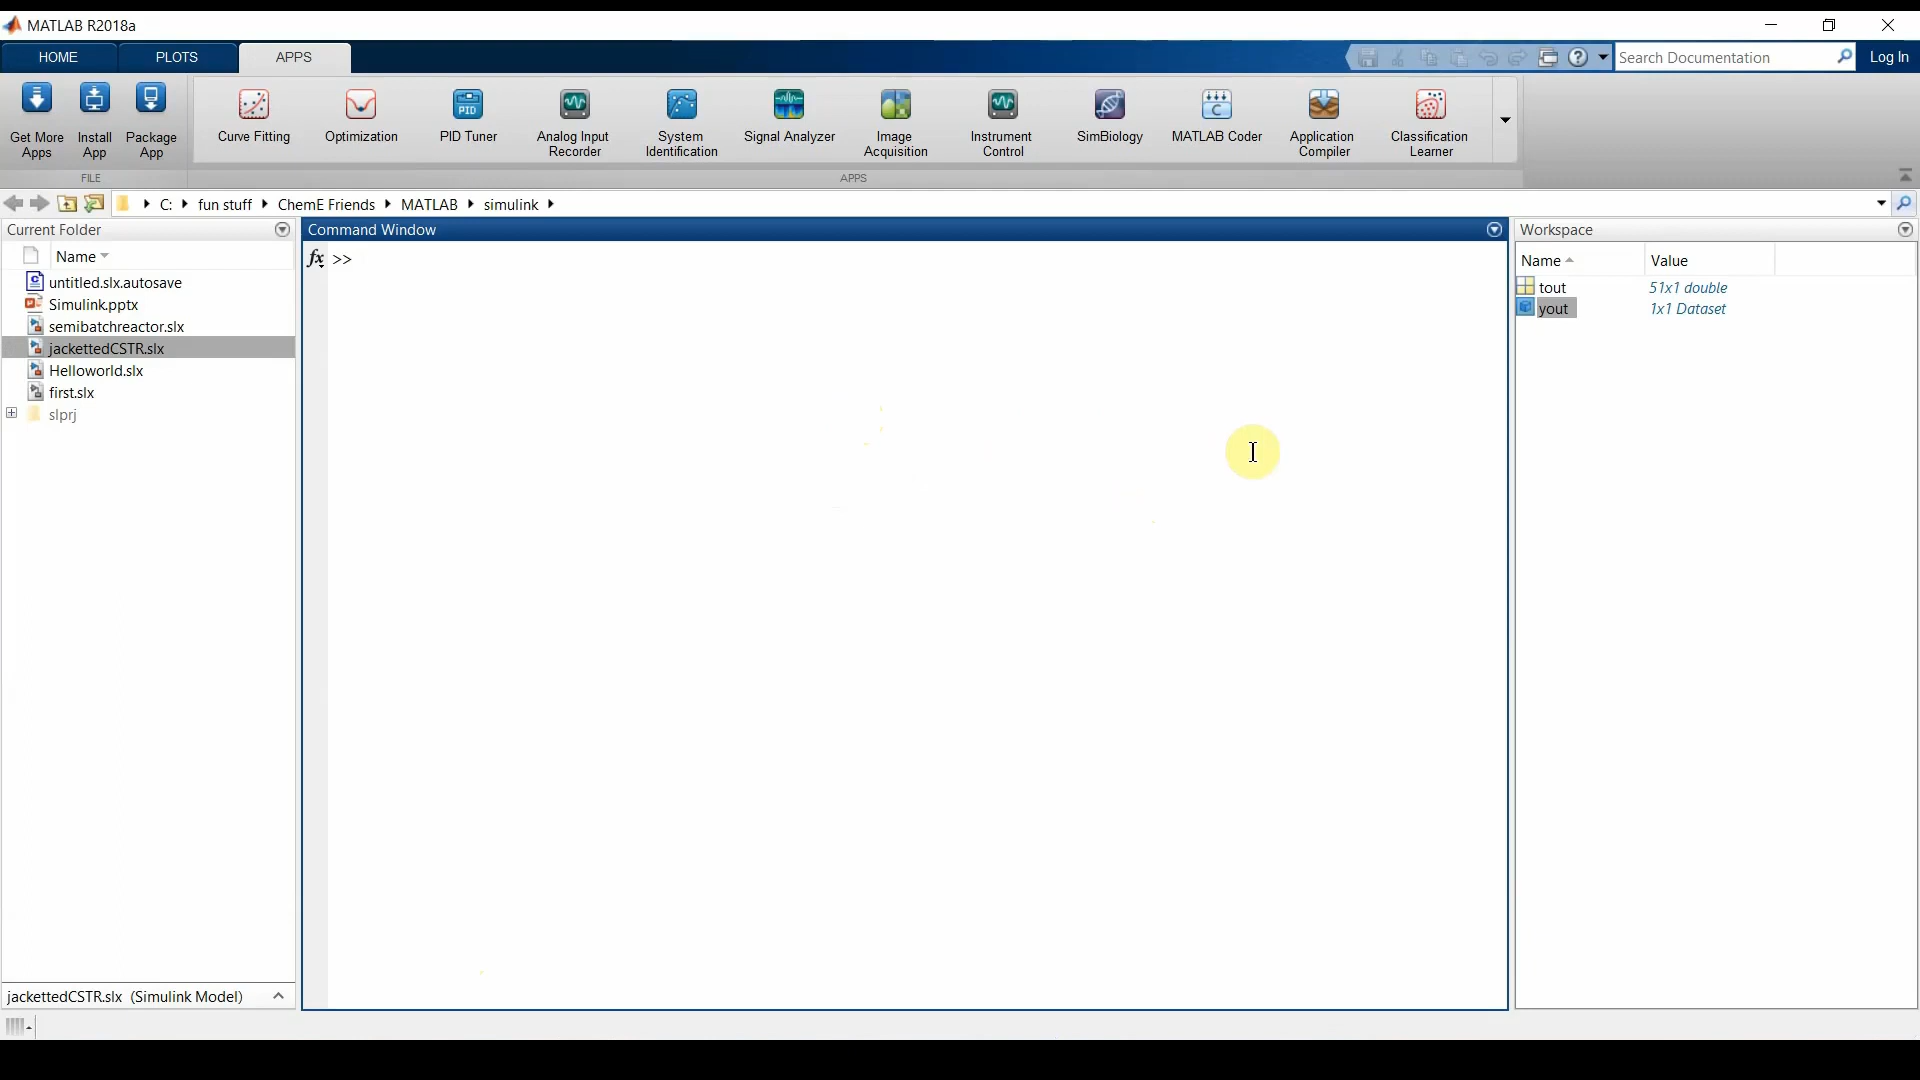 MATLAB R2018a
HOME
PLOTS
APPS
Search Documentation
Log In
Get More
Apps
Install
App
Package
App
Curve Fitting
Optimization
PID
PID Tuner
Analog Input
Recorder
System
Identification
Signal Analyzer
Image
Acquisition
Instrument
Control
SimBiology
C
MATLAB Coder
Application
Compiler
Classification
Learner
FILE
APPS
C:
fun stuff
ChemE Friends
MATLAB
simulink
Current Folder
Name
untitled.slx.autosave
Simulink.pptx
semibatchreactor.slx
jackettedCSTR.slx
Helloworld.slx
first.slx
slprj
jackettedCSTR.slx (Simulink Model)
Command Window
fx >>
Workspace
Name Value
tout 51x1 double
yout 1x1 Dataset